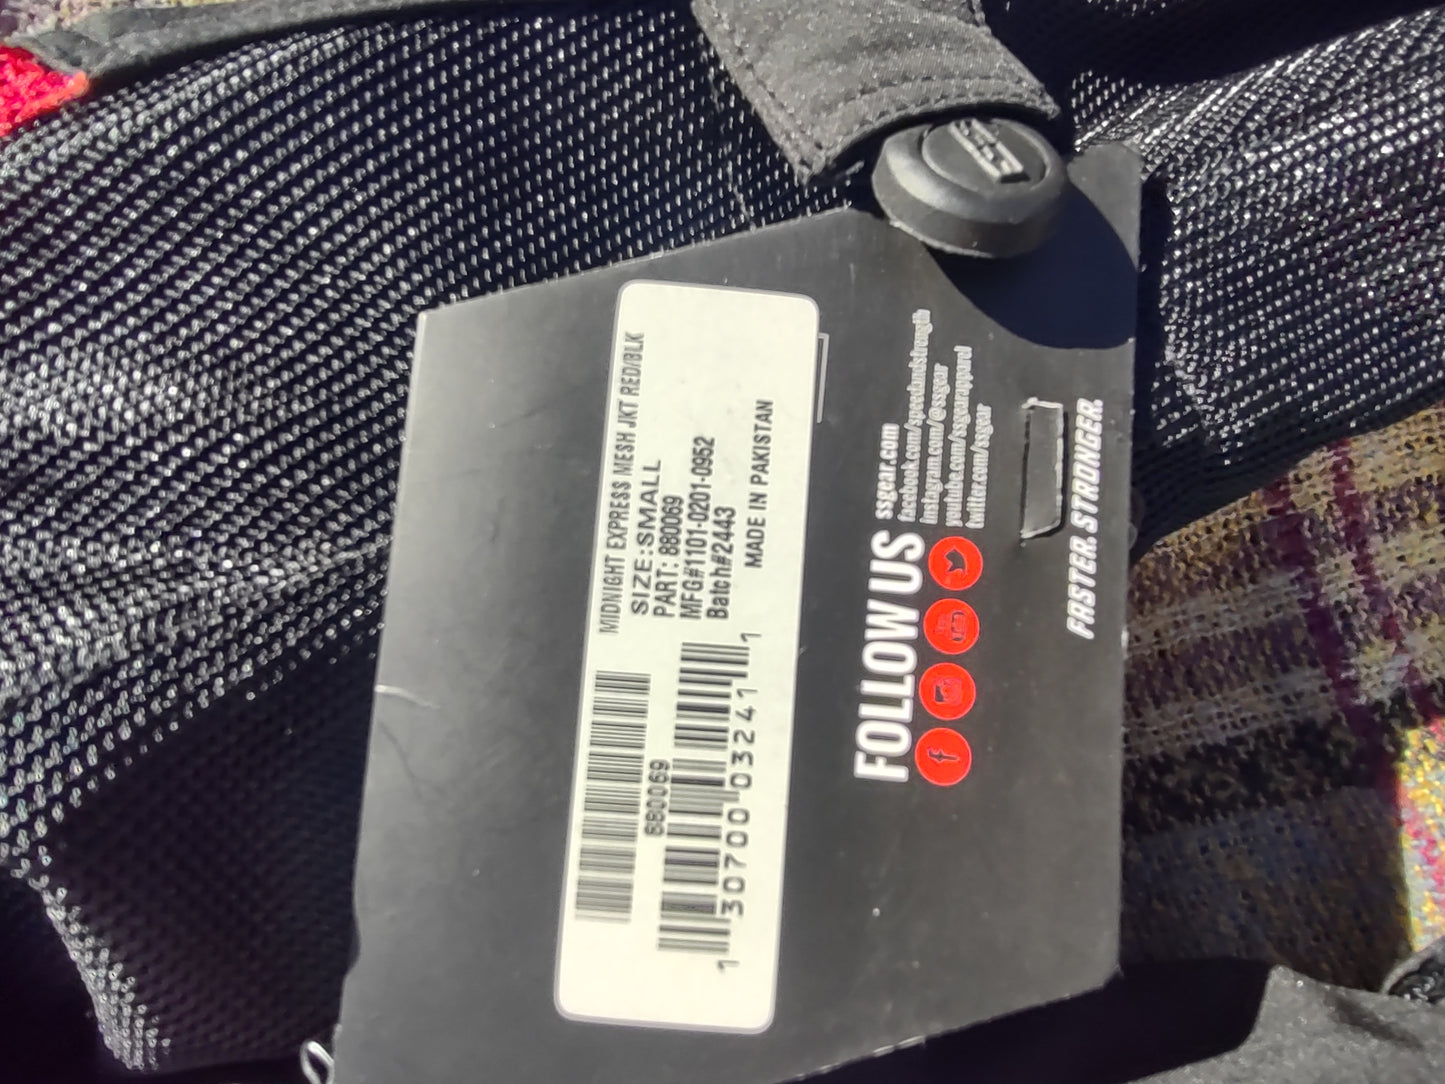 MIDNIGHT EXPRESS MESH JKT RED/BLK
SIZE:SMALL
PART: 880069
MFG#1101-0201-0952
Batch#2443
MADE IN PAKISTAN
880069
1 30700 03241 1
FOLLOW US
ssgear.com
facebook.com/speedandstrength
instagram.com/@ssgear
youtube.com/ssgearapparel
twitter.com/ssgear
FASTER. STRONGER.